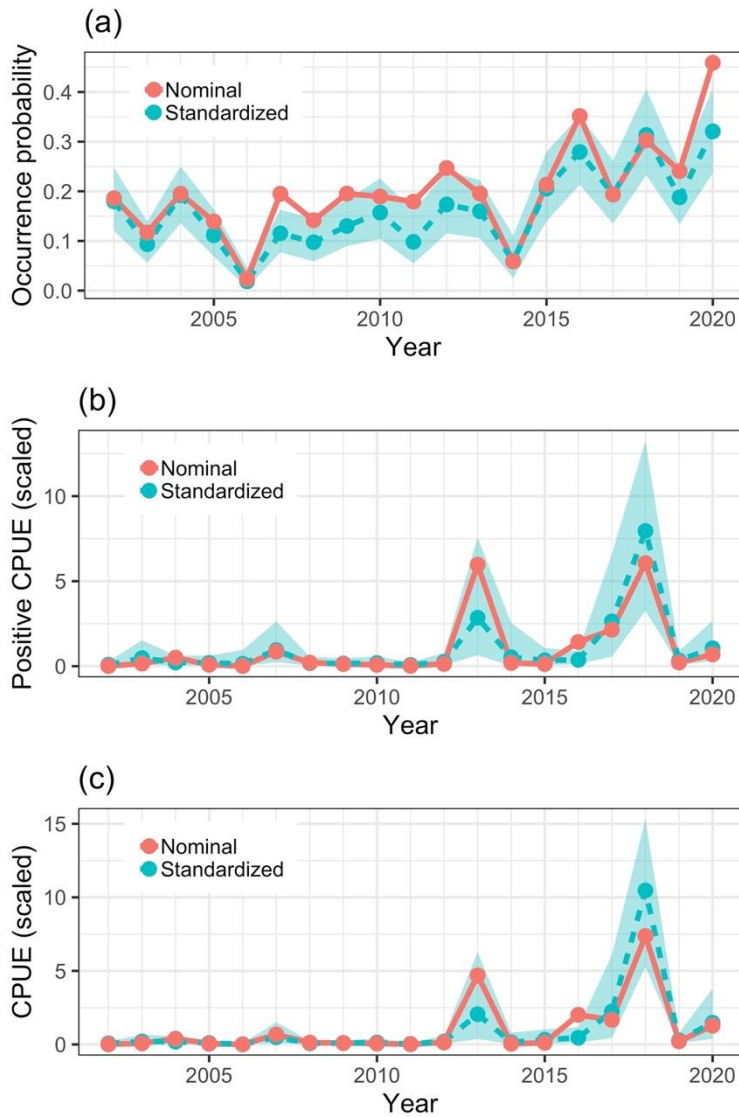 (a)
Occurrence probability
0.4
0.3
0.2
0.1
0.0
Nominal
Standardized
2005 2010 2015 2020
Year
(b)
Positive CPUE (scaled)
10
5
0
Nominal
Standardized
2005 2010 2015 2020
Year
(c)
CPUE (scaled)
15
10
5
0
Nominal
Standardized
2005 2010 2015 2020
Year